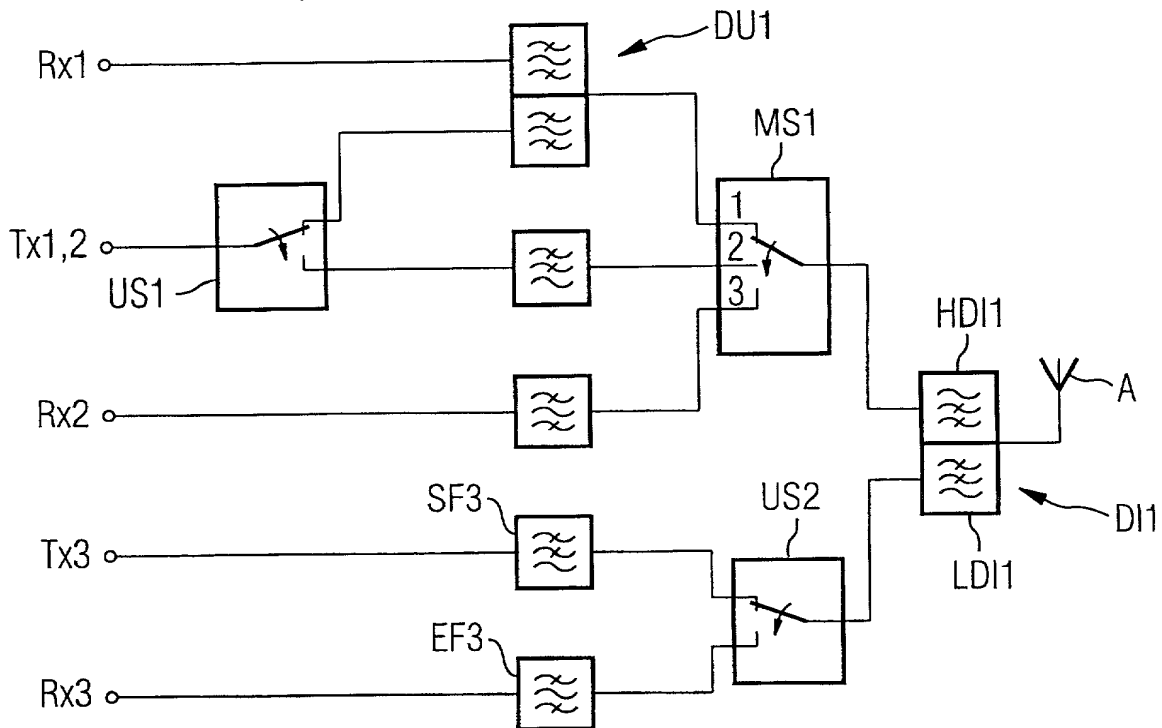 Rx1
DU1
MS1
Tx1,2
US1
1
2
3
HDI1
A
Rx2
SF3
US2
Tx3
DI1
LDI1
EF3
Rx3